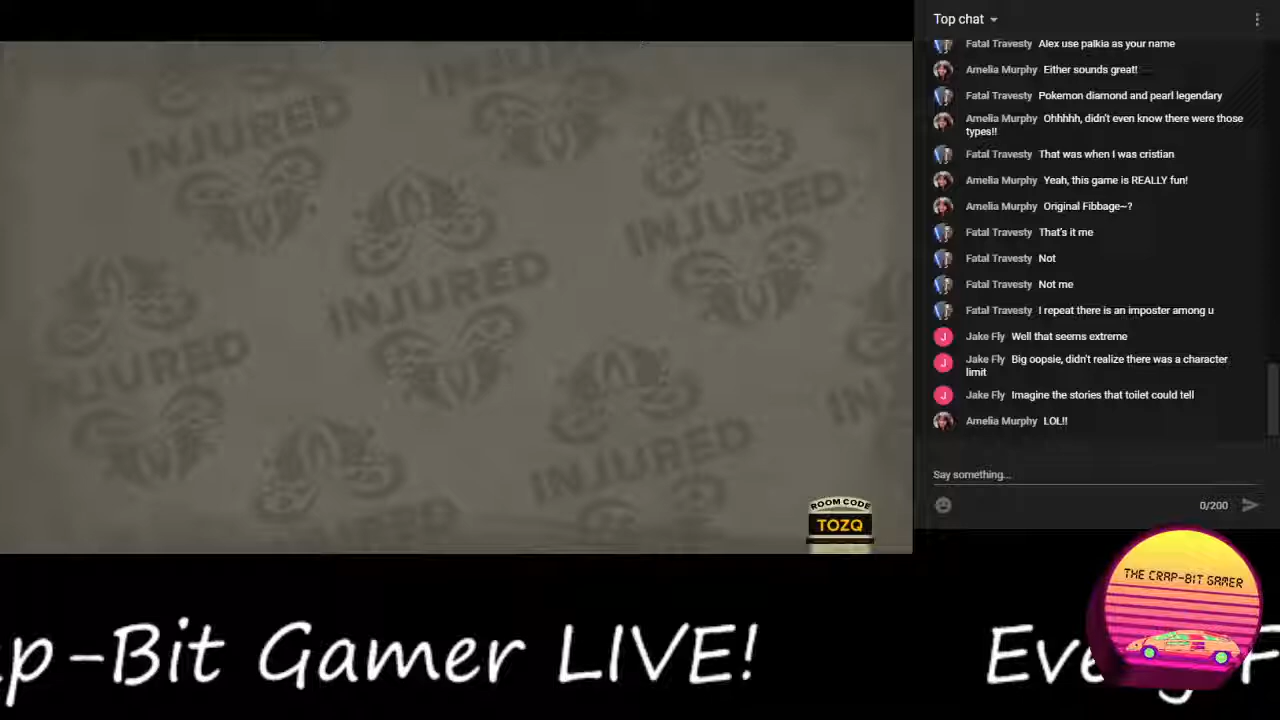 INJURED
INJURED
INJURED
INJURED
INJURED
INJURED
ROOM CODE
TOZQ
Top chat
Fatal Travesty Alex use palkia as your name
Amelia Murphy Either sounds great!
Fatal Travesty Pokemon diamond and pearl legendary
Amelia Murphy Ohhhhh, didn't even know there were those
types!!
Fatal Travesty That was when I was cristian
Amelia Murphy Yeah, this game is REALLY fun!
Amelia Murphy Original Fibbage~?
Fatal Travesty That's it me
Fatal Travesty Not
Fatal Travesty Not me
Fatal Travesty I repeat there is an imposter among u
Jake Fly Well that seems extreme
Jake Fly Big oopsie, didn't realize there was a character
limit
Jake Fly Imagine the stories that toilet could tell
Amelia Murphy LOL!!
Say something...
0/200
THE CRAP-BIT GAMER
ap-Bit Gamer LIVE!